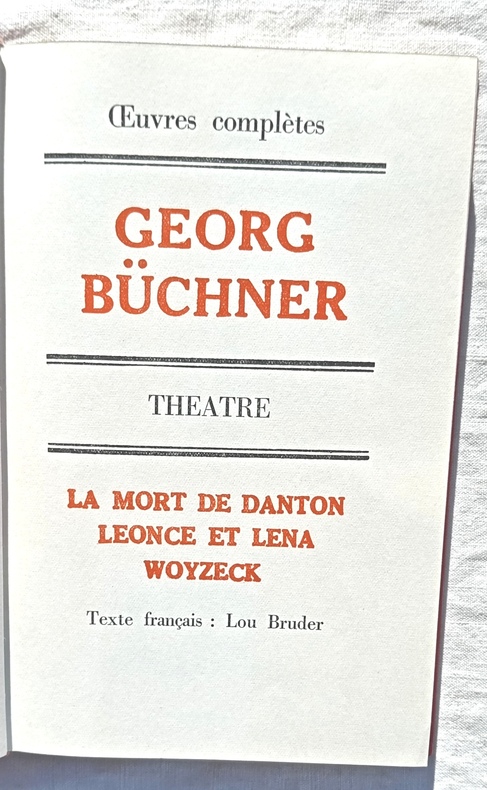 Œuvres complètes
GEORG
BÜCHNER
THEATRE
LA MORT DE DANTON
LEONCE ET LENA
WOYZECK
Texte français : Lou Bruder